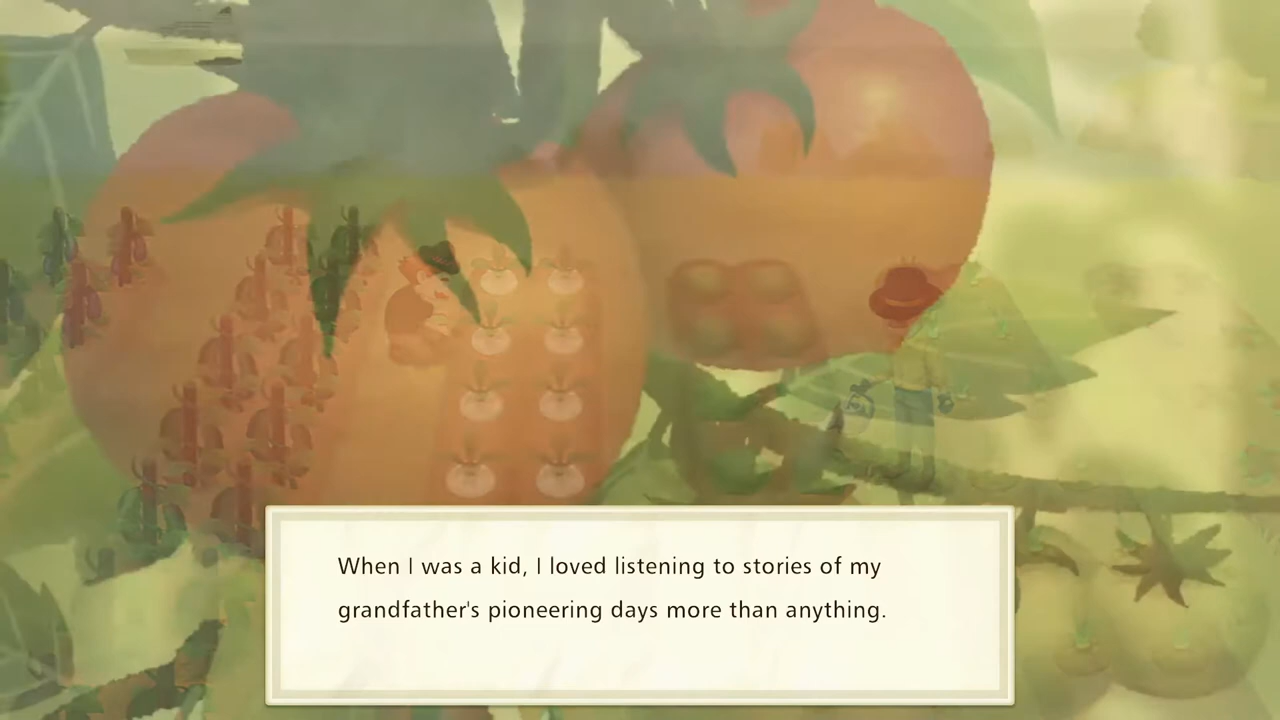 When I was a kid, I loved listening to stories of my
grandfather's pioneering days more than anything.